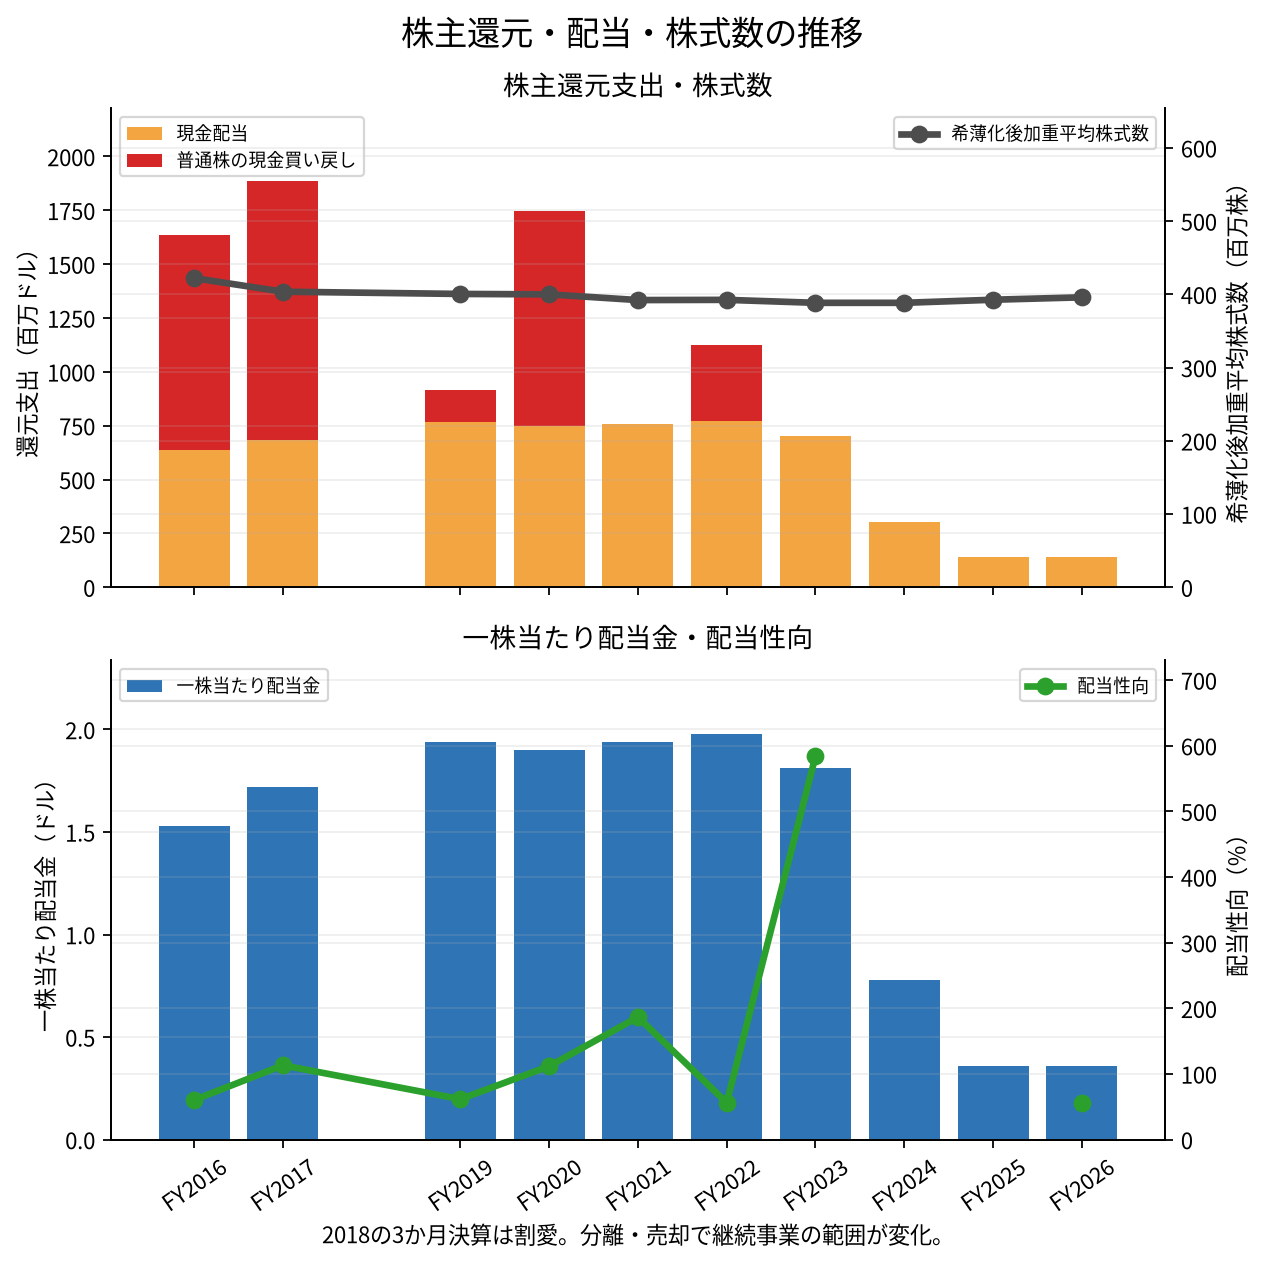 株主還元・配当・株式数の推移
株主還元支出・株式数
現金配当
普通株の現金買い戻し
希薄化後加重平均株式数
還元支出（百万ドル）
2000
1750
1500
1250
1000
750
500
250
0
600
500
400
300
200
100
0
希薄化後加重平均株式数（百万株）
一株当たり配当金・配当性向
一株当たり配当金
配当性向
一株当たり配当金（ドル）
2.0
1.5
1.0
0.5
0.0
700
600
500
400
300
200
100
0
配当性向（%）
FY2016
FY2017
FY2019
FY2020
FY2021
FY2022
FY2023
FY2024
FY2025
FY2026
2018の3か月決算は割愛。分離・売却で継続事業の範囲が変化。